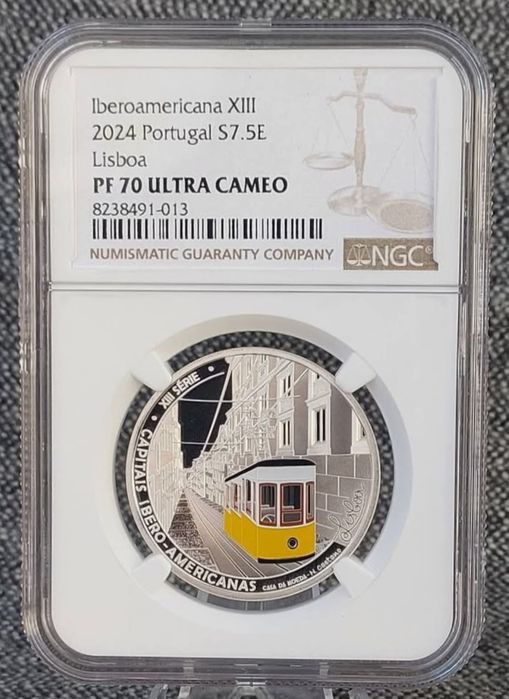 Iberoamericana XIII
2024 Portugal S7.5E
Lisboa
PF 70 ULTRA CAMEO
8238491-013
NUMISMATIC GUARANTY COMPANY
NGC®
• XIII SÉRIE •
CAPITAIS IBERO-AMERICANAS
CASA DA MOEDA-
Lisboa